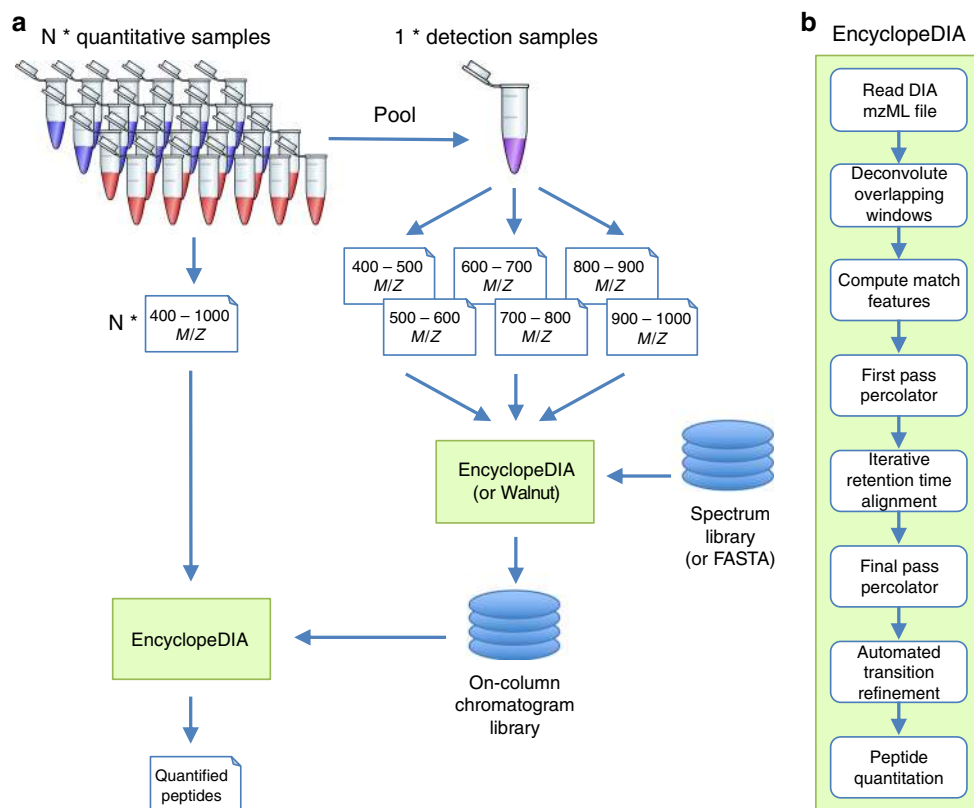 a
N * quantitative samples
1 * detection samples
Pool
400 – 500
M/Z
600 – 700
M/Z
800 – 900
M/Z
500 – 600
M/Z
700 – 800
M/Z
900 – 1000
M/Z
N *
400 – 1000
M/Z
EncyclopeDIA
(or Walnut)
Spectrum
library
(or FASTA)
EncyclopeDIA
On-column
chromatogram
library
Quantified
peptides
b
EncyclopeDIA
Read DIA
mzML file
Deconvolute
overlapping
windows
Compute match
features
First pass
percolator
Iterative
retention time
alignment
Final pass
percolator
Automated
transition
refinement
Peptide
quantitation